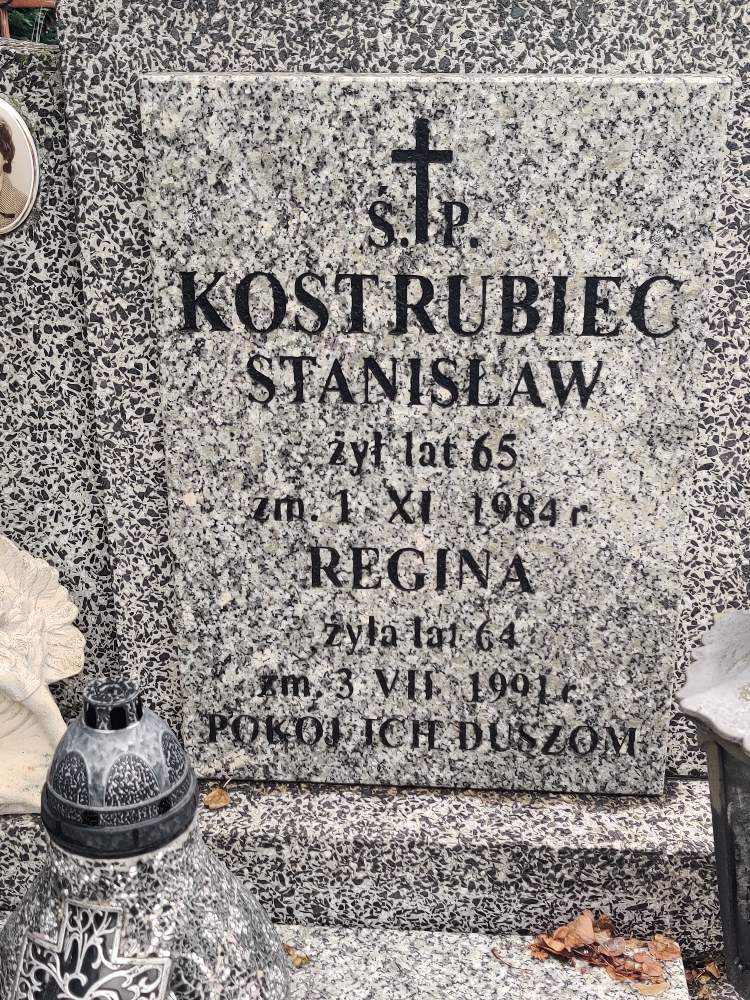 Ś. P.
KOSTRUBIEC
STANISŁAW
żył lat 65
zm. 1 XI 1984 r.
REGINA
żyła lat 64
zm. 3 VII 1991 r.
POKÓJ ICH DUSZOM